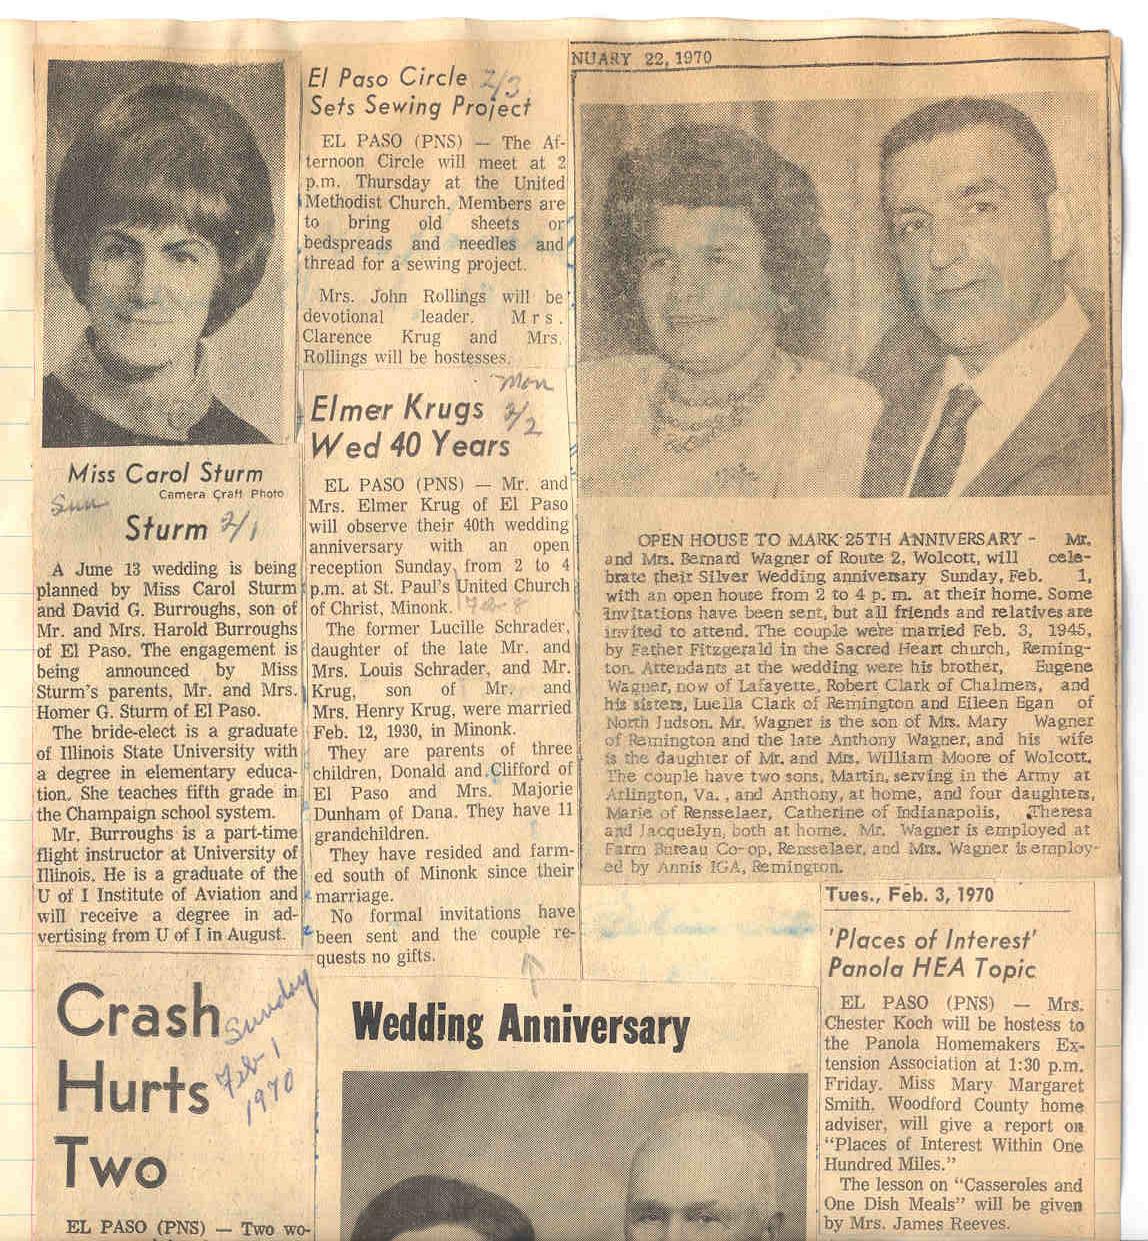 Miss Carol Sturm
Camera Craft Photo
Sun
Sturm 2/1
A June 13 wedding is being
planned by Miss Carol Sturm
and David G. Burroughs, son of
Mr. and Mrs. Harold Burroughs
of El Paso. The engagement is
being announced by Miss
Sturm's parents, Mr. and Mrs.
Homer G. Sturm of El Paso.
The bride-elect is a graduate
of Illinois State University with
a degree in elementary educa-
tion. She teaches fifth grade in
the Champaign school system.
Mr. Burroughs is a part-time
flight instructor at University of
Illinois. He is a graduate of the
U of I Institute of Aviation and
will receive a degree in ad-
vertising from U of I in August.
Crash
Hurts
Two
Sunday
Feb 1
1970
EL PASO (PNS) — Two wo-
El Paso Circle 2/3
Sets Sewing Project
EL PASO (PNS) — The Af-
ternoon Circle will meet at 2
p.m. Thursday at the United
Methodist Church. Members are
to bring old sheets or
bedspreads and needles and
thread for a sewing project.
Mrs. John Rollings will be
devotional leader. Mrs.
Clarence Krug and Mrs.
Rollings will be hostesses.
Mon
2/2
Elmer Krugs
Wed 40 Years
EL PASO (PNS) — Mr. and
Mrs. Elmer Krug of El Paso
will observe their 40th wedding
anniversary with an open
reception Sunday from 2 to 4
p.m. at St. Paul's United Church
of Christ, Minonk. Feb 8
The former Lucille Schrader,
daughter of the late Mr. and
Mrs. Louis Schrader, and Mr.
Krug, son of Mr. and
Mrs. Henry Krug, were married
Feb. 12, 1930, in Minonk.
They are parents of three
children, Donald and Clifford of
El Paso and Mrs. Majorie
Dunham of Dana. They have 11
grandchildren.
They have resided and farm-
ed south of Minonk since their
marriage.
No formal invitations have
been sent and the couple re-
quests no gifts.
Wedding Anniversary
NUARY 22, 1970
OPEN HOUSE TO MARK 25TH ANNIVERSARY - Mr.
and Mrs. Bernard Wagner of Route 2, Wolcott, will cele-
brate their Silver Wedding anniversary Sunday, Feb. 1,
with an open house from 2 to 4 p.m. at their home. Some
invitations have been sent, but all friends and relatives are
invited to attend. The couple were married Feb. 3, 1945,
by Father Fitzgerald in the Sacred Heart church, Reming-
ton. Attendants at the wedding were his brother, Eugene
Wagner, now of Lafayette, Robert Clark of Chalmers, and
his sisters, Luella Clark of Remington and Eileen Egan of
North Judson. Mr. Wagner is the son of Mrs. Mary Wagner
of Remington and the late Anthony Wagner, and his wife
is the daughter of Mr. and Mrs. William Moore of Wolcott.
The couple have two sons, Martin, serving in the Army at
Arlington, Va., and Anthony, at home, and four daughters,
Marie of Rensselaer, Catherine of Indianapolis, Theresa
and Jacquelyn, both at home. Mr. Wagner is employed at
Farm Bureau Co-op, Rensselaer, and Mrs. Wagner is employ-
ed by Annis IGA, Remington.
Tues., Feb. 3, 1970
'Places of Interest'
Panola HEA Topic
EL PASO (PNS) — Mrs.
Chester Koch will be hostess to
the Panola Homemakers Ex-
tension Association at 1:30 p.m.
Friday. Miss Mary Margaret
Smith, Woodford County home
adviser, will give a report on
"Places of Interest Within One
Hundred Miles."
The lesson on "Casseroles and
One Dish Meals" will be given
by Mrs. James Reeves.